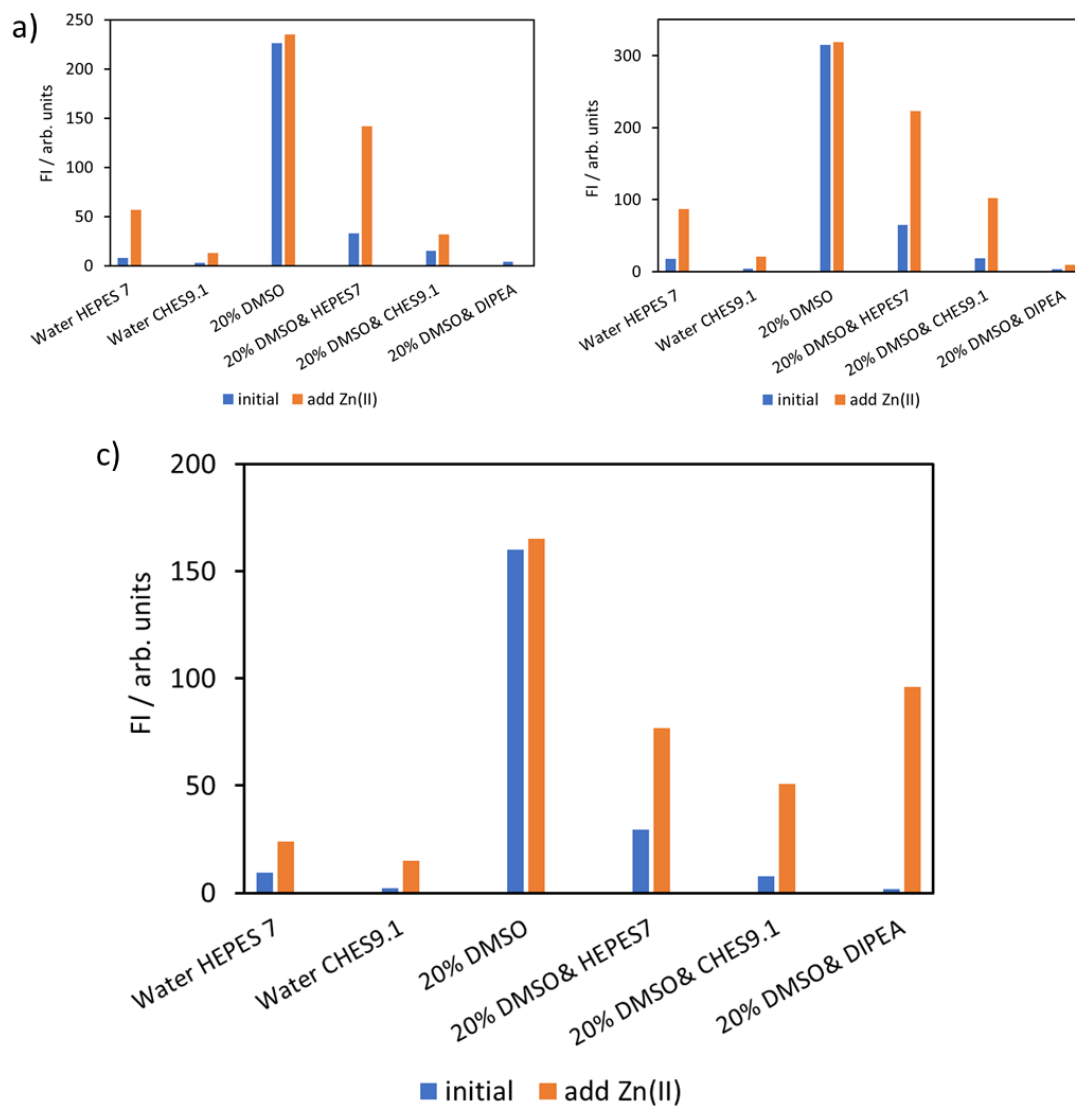 a)
250
200
150
100
50
0
FI / arb. units
Water HEPES 7
Water CHES9.1
20% DMSO
20% DMSO& HEPES7
20% DMSO& CHES9.1
20% DMSO& DIPEA
initial add Zn(II)
300
200
100
0
FI / arb. units
Water HEPES 7
Water CHES9.1
20% DMSO
20% DMSO& HEPES7
20% DMSO& CHES9.1
20% DMSO& DIPEA
initial add Zn(II)
c)
200
150
100
50
0
FI / arb. units
Water HEPES 7
Water CHES9.1
20% DMSO
20% DMSO& HEPES7
20% DMSO& CHES9.1
20% DMSO& DIPEA
initial add Zn(II)